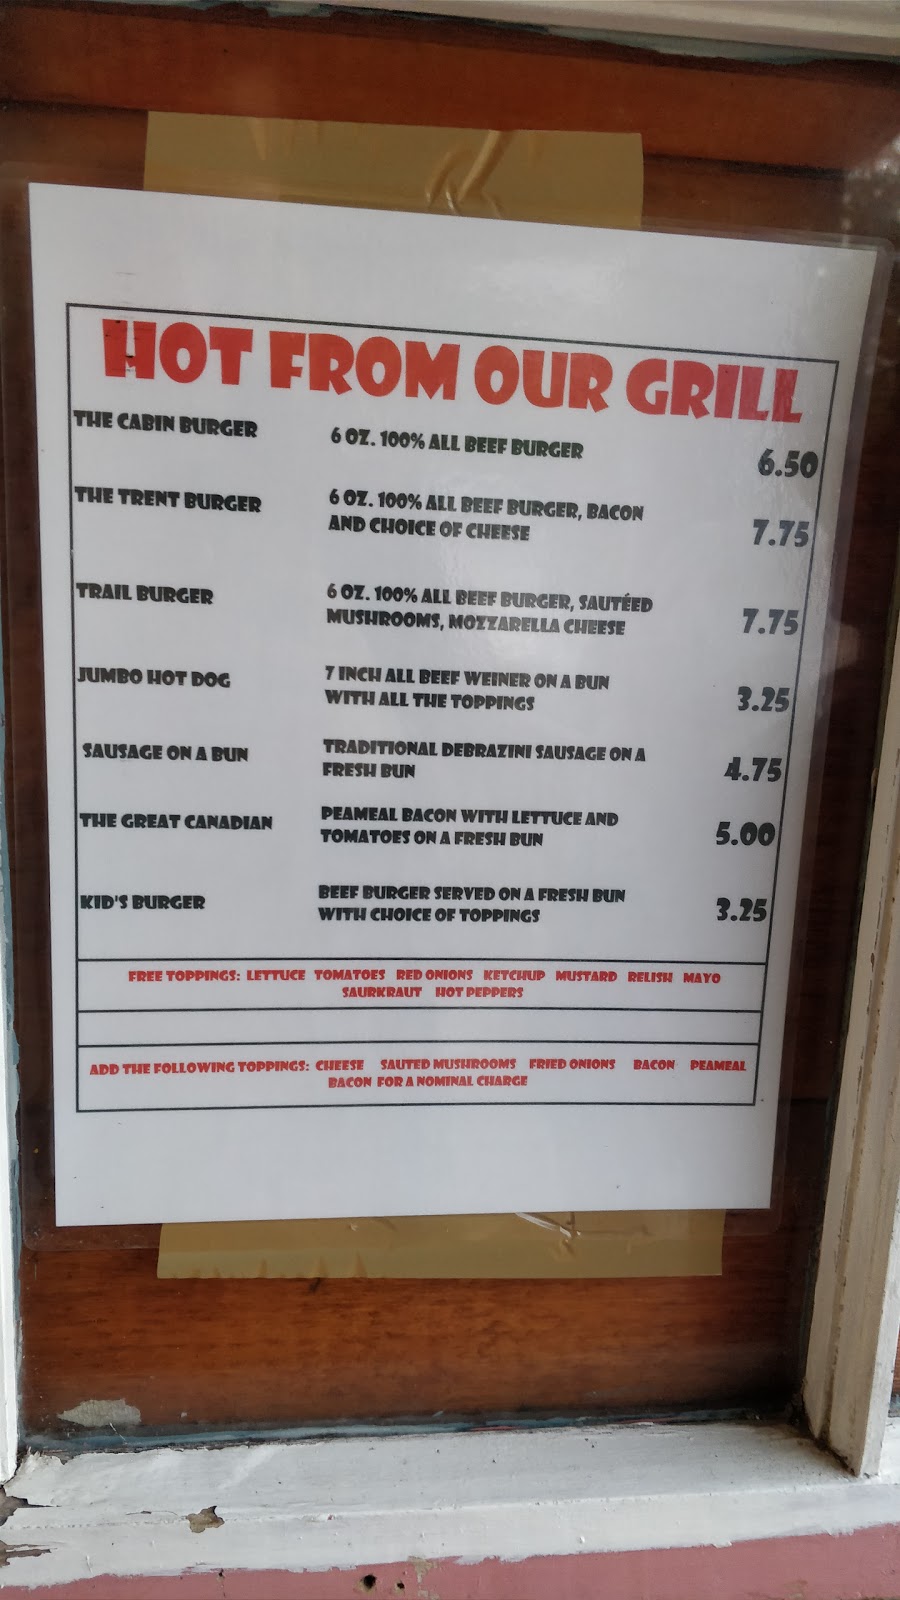 HOT FROM OUR GRILL
THE CABIN BURGER 6 OZ. 100% ALL BEEF BURGER 6.50
THE TRENT BURGER 6 OZ. 100% ALL BEEF BURGER, BACON
AND CHOICE OF CHEESE 7.75
TRAIL BURGER 6 OZ. 100% ALL BEEF BURGER, SAUTÉED
MUSHROOMS, MOZZARELLA CHEESE 7.75
JUMBO HOT DOG 7 INCH ALL BEEF WEINER ON A BUN
WITH ALL THE TOPPINGS 3.25
SAUSAGE ON A BUN TRADITIONAL DEBRAZINI SAUSAGE ON A
FRESH BUN 4.75
THE GREAT CANADIAN PEAMEAL BACON WITH LETTUCE AND
TOMATOES ON A FRESH BUN 5.00
KID'S BURGER BEEF BURGER SERVED ON A FRESH BUN
WITH CHOICE OF TOPPINGS 3.25
FREE TOPPINGS: LETTUCE TOMATOES RED ONIONS KETCHUP MUSTARD RELISH MAYO
SAURKRAUT HOT PEPPERS
ADD THE FOLLOWING TOPPINGS: CHEESE SAUTED MUSHROOMS FRIED ONIONS BACON PEAMEAL
BACON FOR A NOMINAL CHARGE